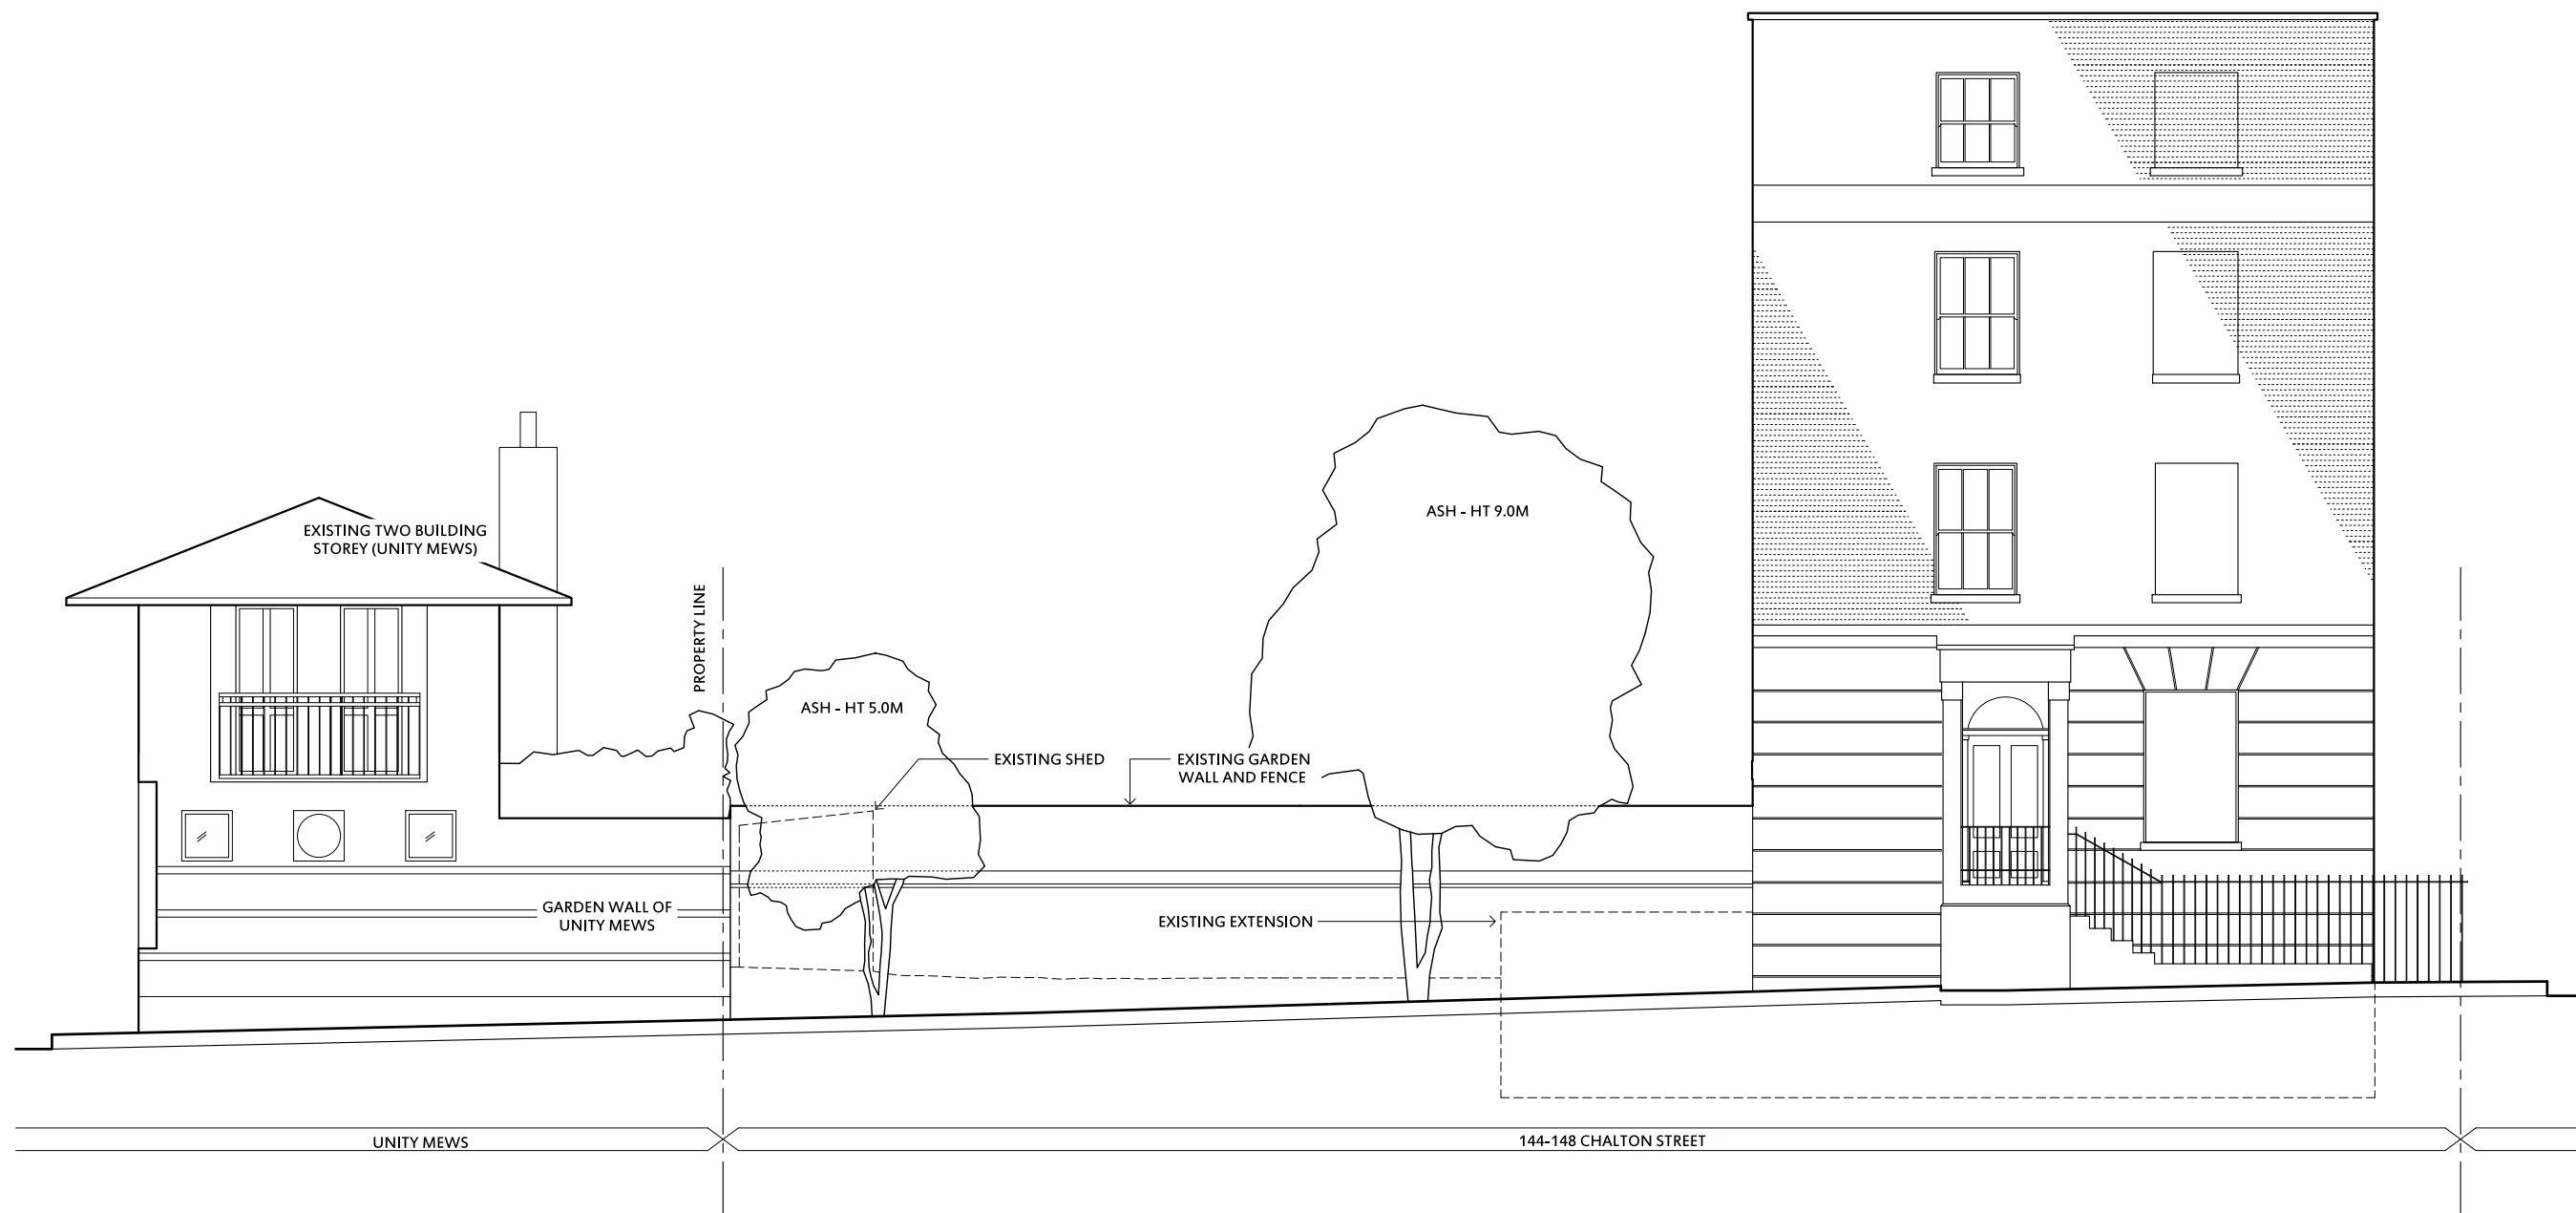 EXISTING TWO BUILDING
STOREY (UNITY MEWS)
PROPERTY LINE
ASH - HT 5.0M
ASH - HT 9.0M
EXISTING SHED
EXISTING GARDEN
WALL AND FENCE
GARDEN WALL OF
UNITY MEWS
EXISTING EXTENSION
UNITY MEWS
144-148 CHALTON STREET